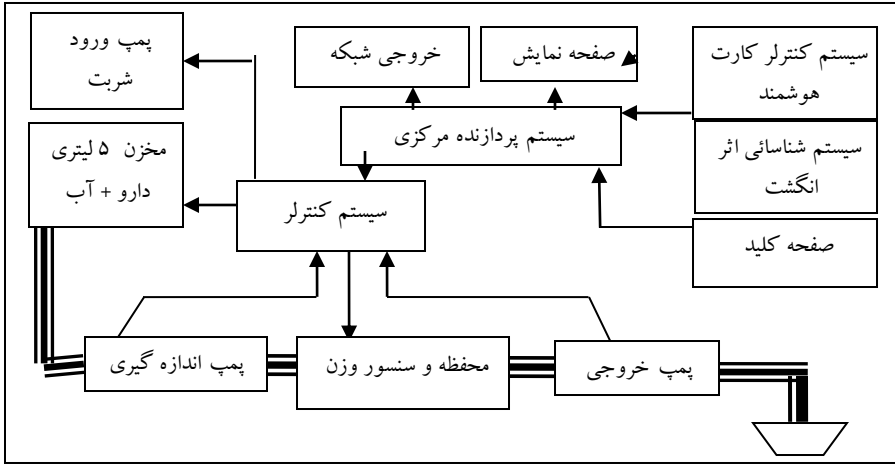 سیستم کنترلر کارت
هوشمند
صفحه نمایش
خروجی شبکه
پمپ ورود
شربت
سیستم پردازنده مرکزی
سیستم شناسائی اثر
انگشت
مخزن ۵ لیتری
دارو + آب
سیستم کنترلر
صفحه کلید
پمپ خروجی
محفظه و سنسور وزن
پمپ اندازه گیری